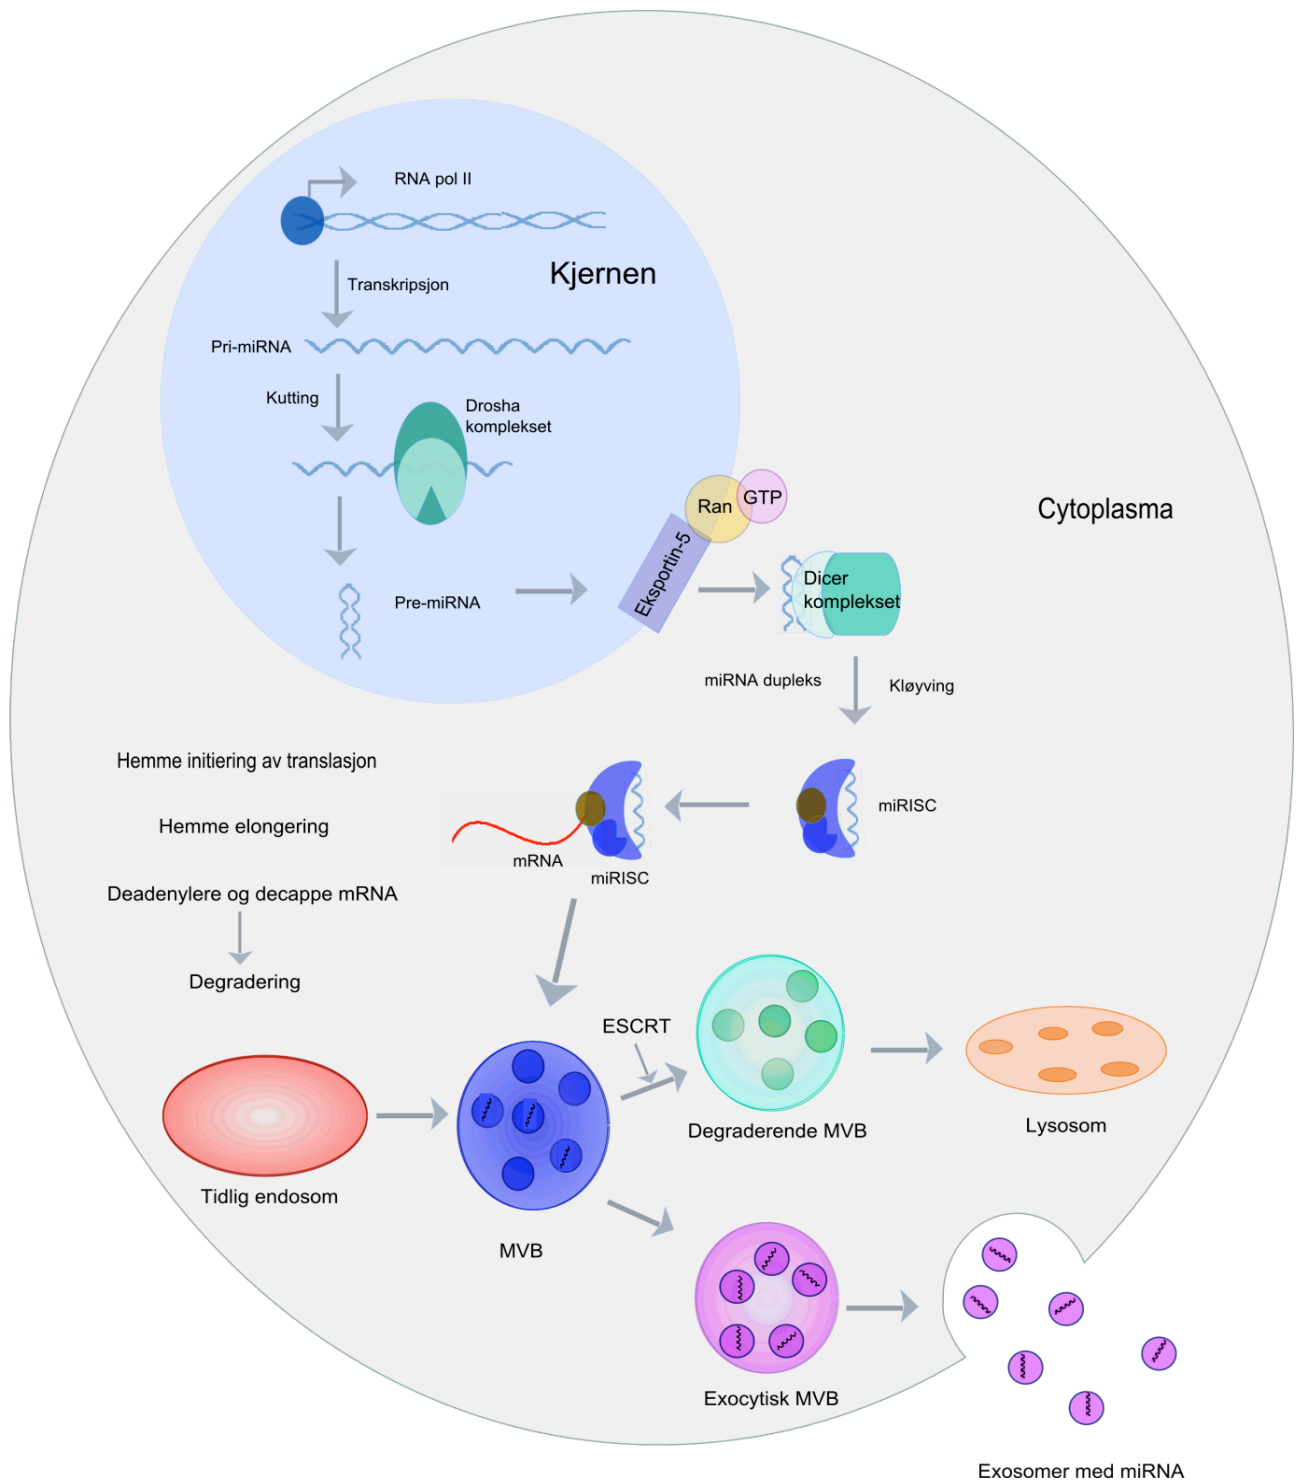 RNA pol II
Kjernen
Transkripsjon
Pri-miRNA
Kutting
Drosha
komplekset
Ran
GTP
Eksportin-5
Cytoplasma
Pre-miRNA
Dicer
komplekset
miRNA dupleks
Kløyving
Hemme initiering av translasjon
Hemme elongering
Deadenylere og decappe mRNA
Degradering
mRNA
miRISC
miRISC
ESCRT
Degraderende MVB
Lysosom
Tidlig endosom
MVB
Exocytisk MVB
Exosomer med miRNA